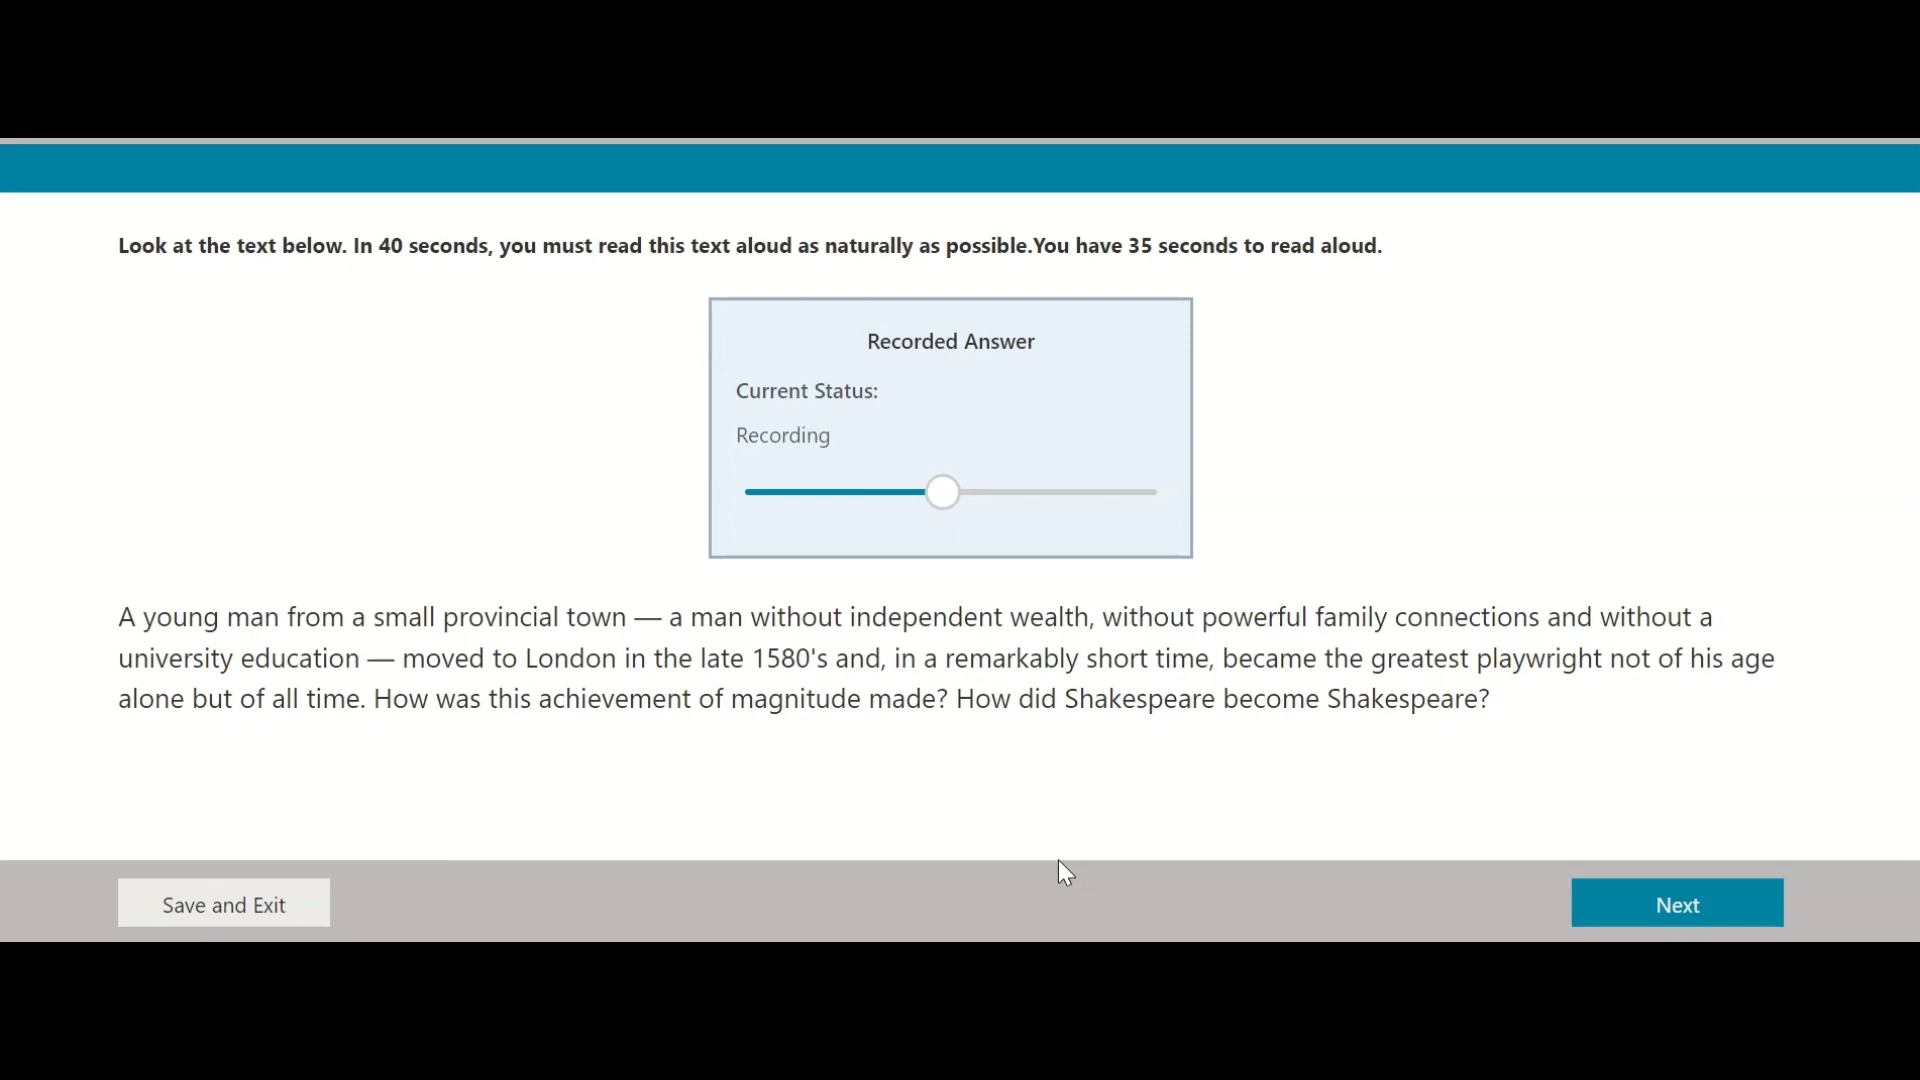 Look at the text below. In 40 seconds, you must read this text aloud as naturally as possible.You have 35 seconds to read aloud.
Recorded Answer
Current Status:
Recording
A young man from a small provincial town — a man without independent wealth, without powerful family connections and without a
university education — moved to London in the late 1580's and, in a remarkably short time, became the greatest playwright not of his age
alone but of all time. How was this achievement of magnitude made? How did Shakespeare become Shakespeare?
Save and Exit
Next